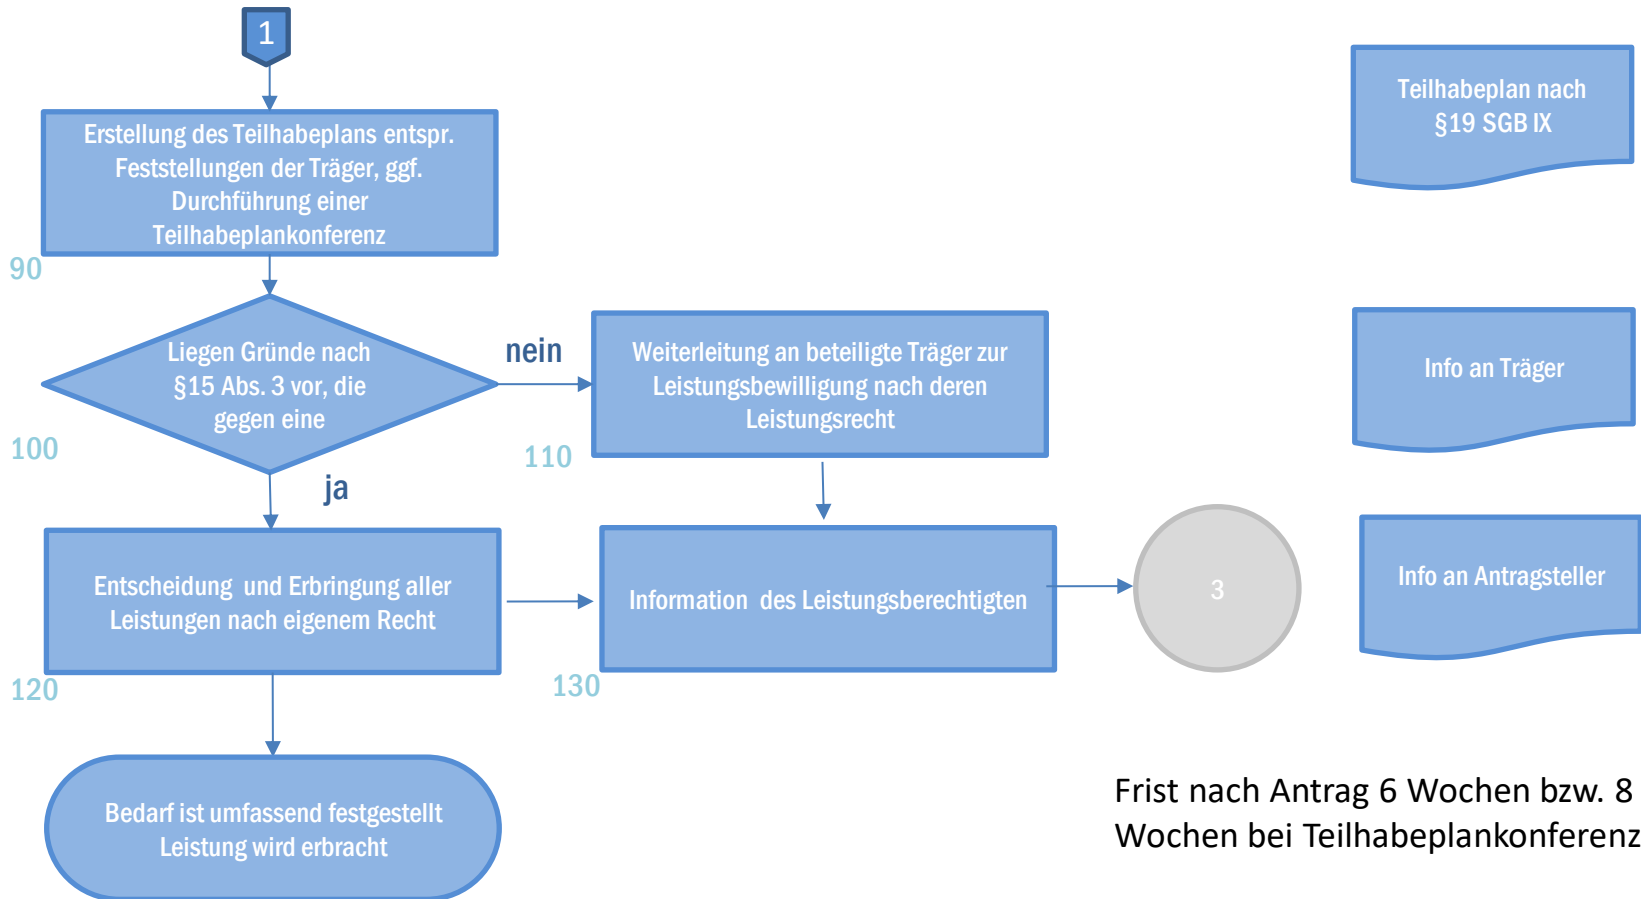 1
Erstellung des Teilhabeplans entspr.
Feststellungen der Träger, ggf.
Durchführung einer
Teilhabeplankonferenz
90
Liegen Gründe nach
§15 Abs. 3 vor, die
gegen eine
100
nein
ja
Weiterleitung an beteiligte Träger zur
Leistungsbewilligung nach deren
Leistungsrecht
110
Entscheidung und Erbringung aller
Leistungen nach eigenem Recht
120
Information des Leistungsberechtigten
130
3
Bedarf ist umfassend festgestellt
Leistung wird erbracht
Teilhabeplan nach
§19 SGB IX
Info an Träger
Info an Antragsteller
Frist nach Antrag 6 Wochen bzw. 8
Wochen bei Teilhabeplankonferenz